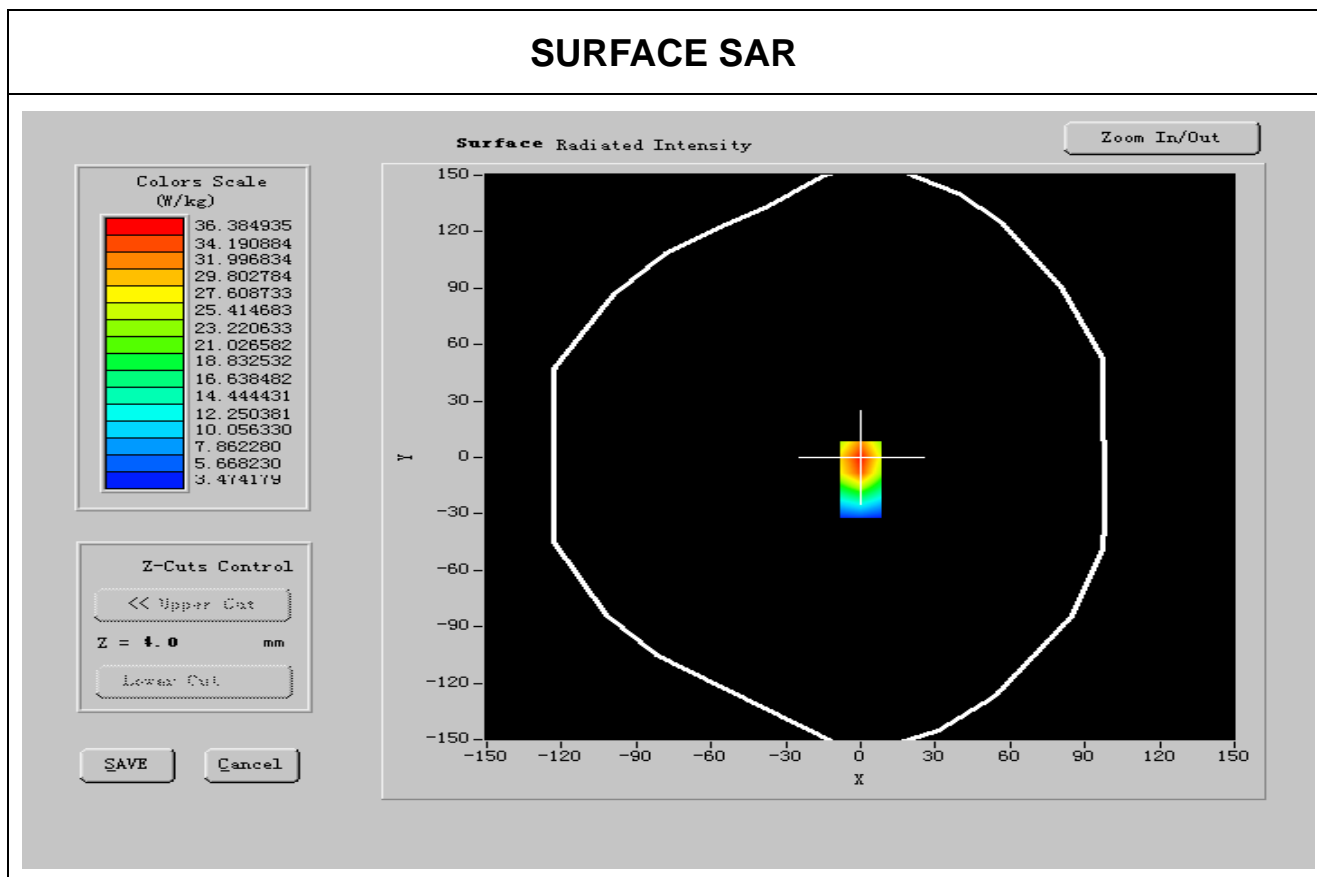 SURFACE SAR
Surface Radiated Intensity
Zoom In/Out
Colors Scale
(W/kg)
36.384935
34.190884
31.996834
29.802784
27.608733
25.414683
23.220633
21.026582
18.832532
16.638482
14.444431
12.250381
10.056330
7.862280
5.668230
3.474179
Z-Cuts Control
<< Upper Cut
Z = 4.0 mm
Lower Cut
SAVE Cancel
150
120
90
60
30
0
-30
-60
-90
-120
-150
Y
-150 -120 -90 -60 -30 0 30 60 90 120 150
X